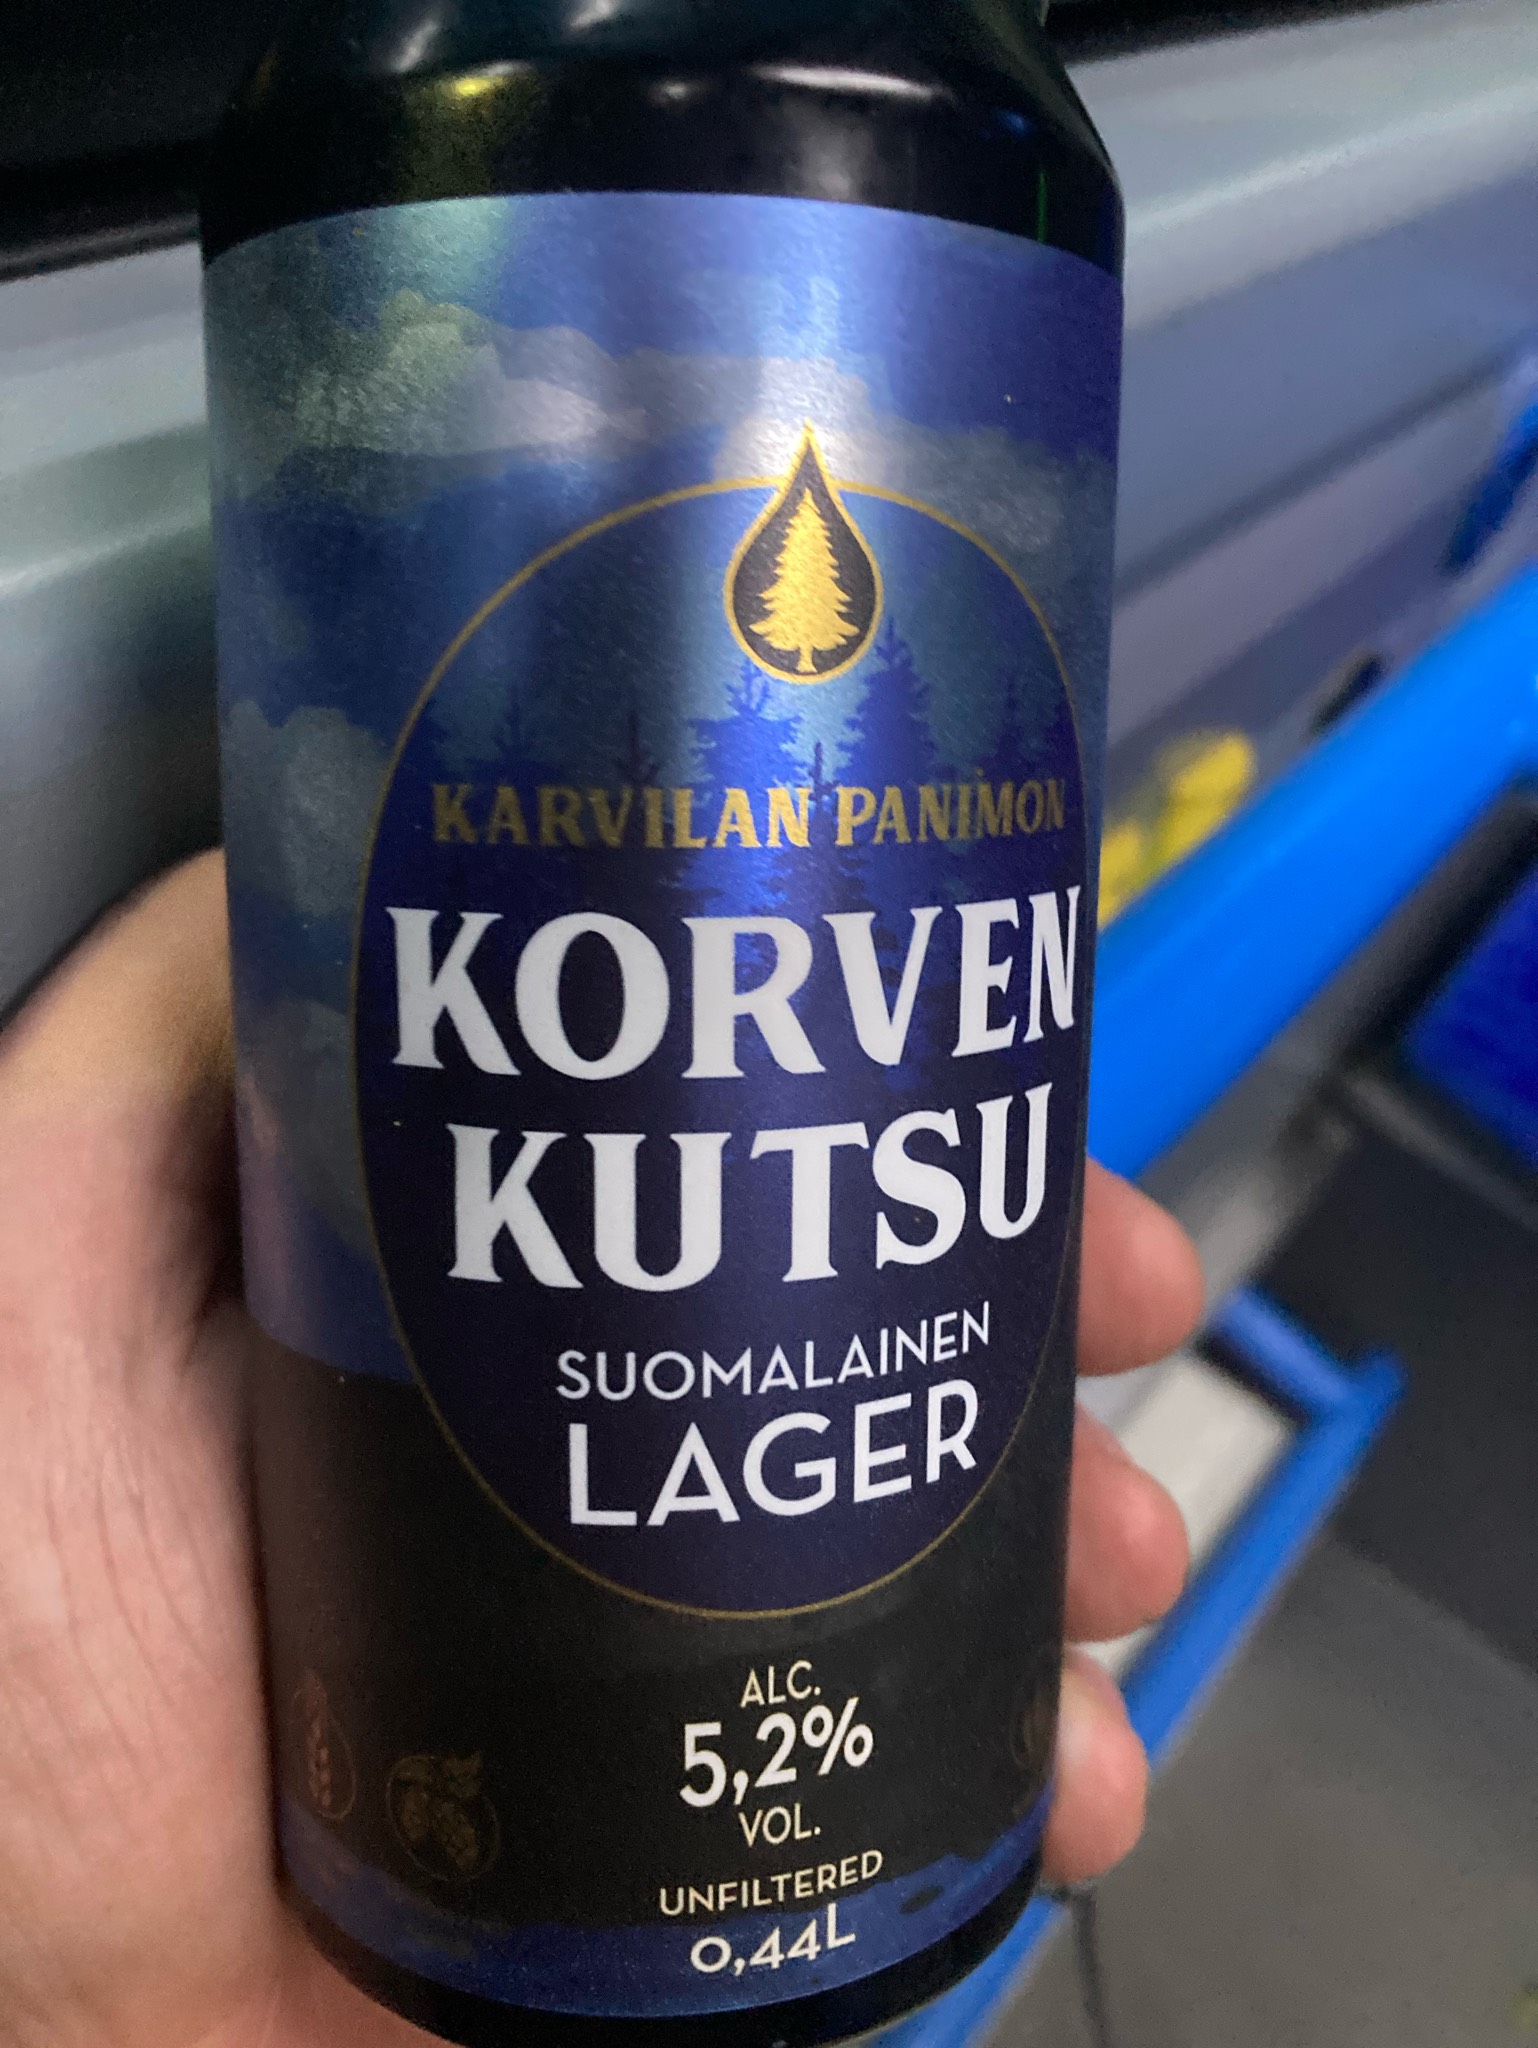 KARVILAN PANIMON
KORVEN
KUTSU
SUOMALAINEN
LAGER
ALC.
5,2%
VOL.
UNFILTERED
0,44L